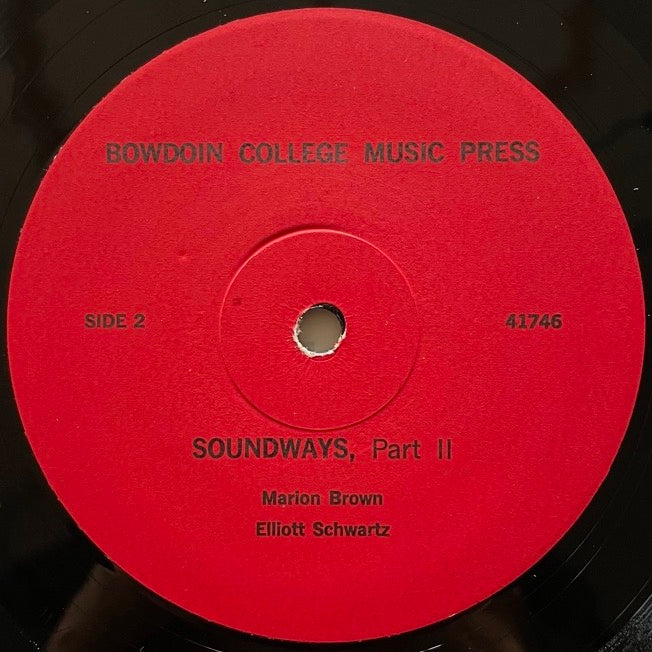 BOWDOIN COLLEGE MUSIC PRESS
SIDE 2 41746
SOUNDWAYS, Part II
Marion Brown
Elliott Schwartz